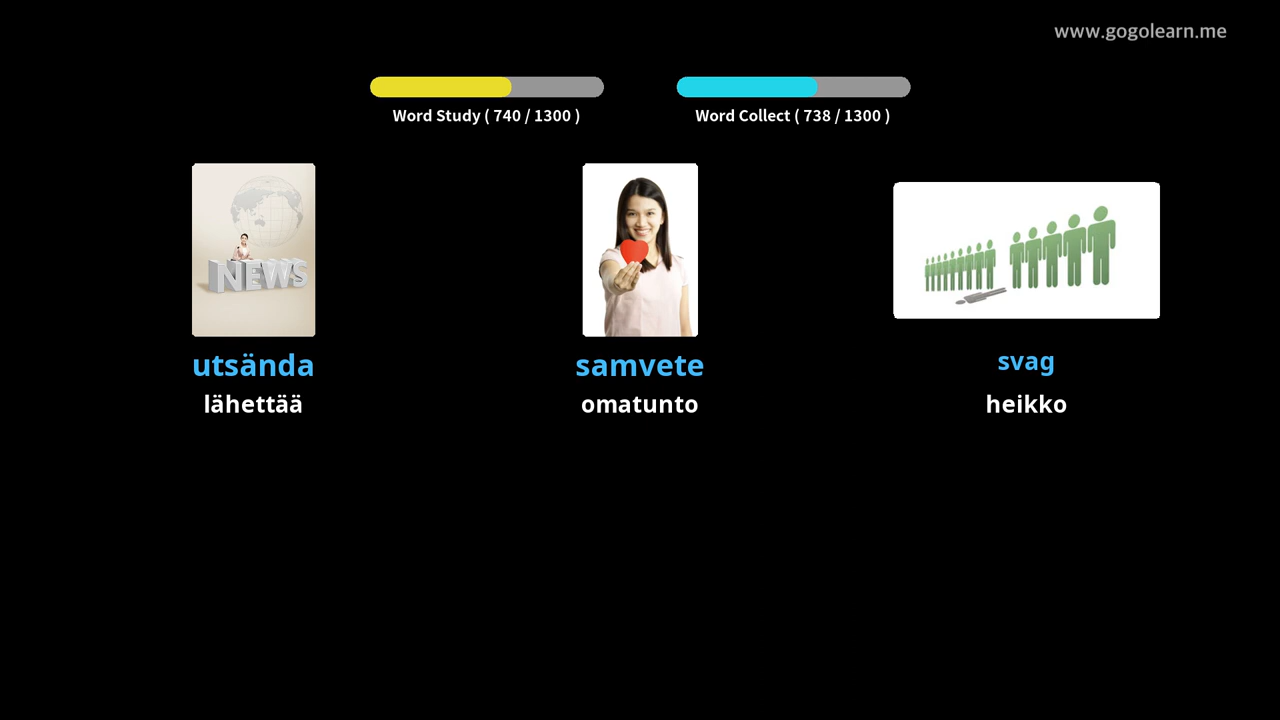 www.gogolearn.me
Word Study ( 740 / 1300 )
Word Collect ( 738 / 1300 )
NEWS
utsända
samvete
svag
lähettää
omatunto
heikko